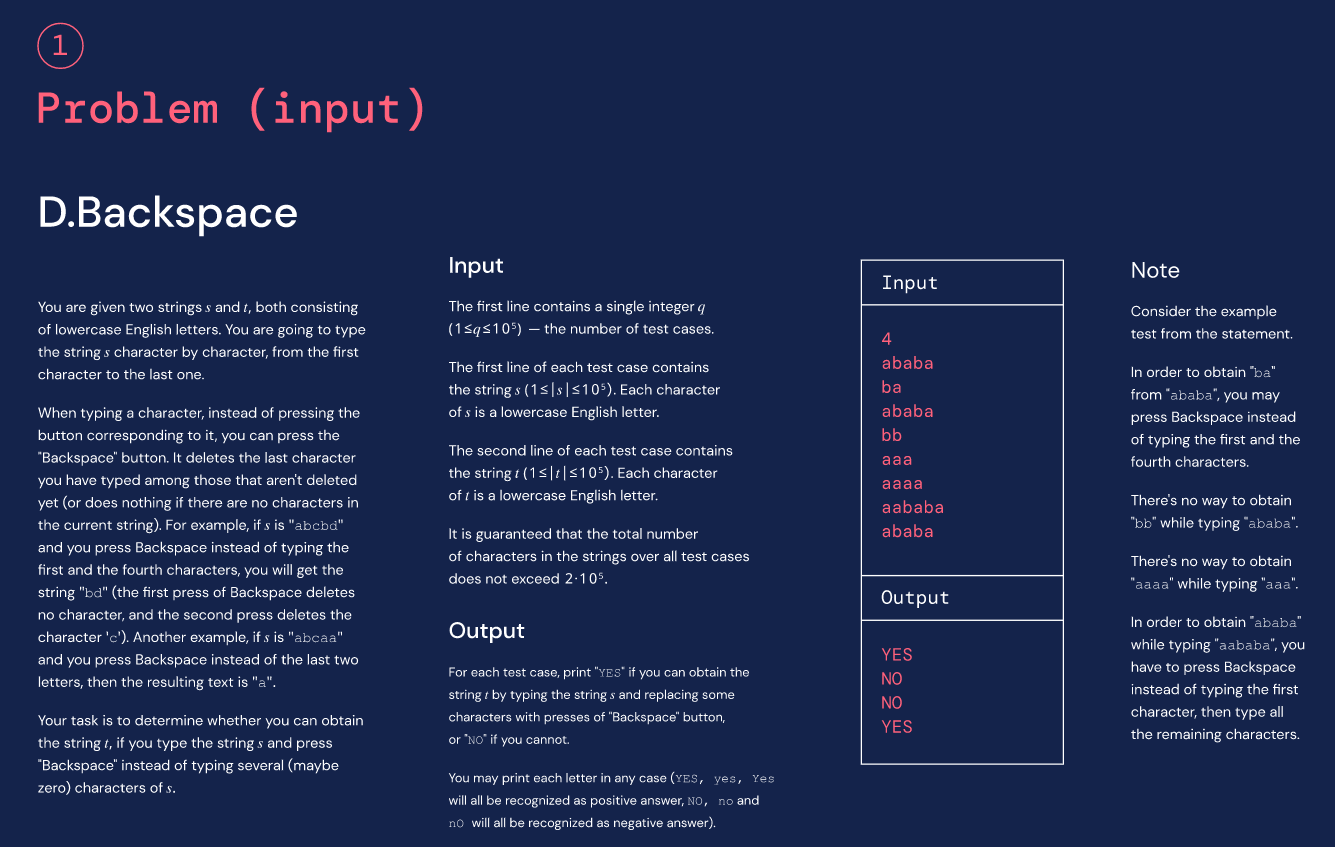 1
Problem (input)
D.Backspace
You are given two strings s and t, both consisting
of lowercase English letters. You are going to type
the string s character by character, from the first
character to the last one.
When typing a character, instead of pressing the
button corresponding to it, you can press the
"Backspace" button. It deletes the last character
you have typed among those that aren't deleted
yet (or does nothing if there are no characters in
the current string). For example, if s is "abcbd"
and you press Backspace instead of typing the
first and the fourth characters, you will get the
string "bd" (the first press of Backspace deletes
no character, and the second press deletes the
character 'c'). Another example, if s is "abcaa"
and you press Backspace instead of the last two
letters, then the resulting text is "a".
Your task is to determine whether you can obtain
the string t, if you type the string s and press
"Backspace" instead of typing several (maybe
zero) characters of s.
Input
The first line contains a single integer q
(1≤q≤10⁵) — the number of test cases.
The first line of each test case contains
the string s (1≤|s|≤10⁵). Each character
of s is a lowercase English letter.
The second line of each test case contains
the string t (1≤|t|≤10⁵). Each character
of t is a lowercase English letter.
It is guaranteed that the total number
of characters in the strings over all test cases
does not exceed 2·10⁵.
Output
For each test case, print "YES" if you can obtain the
string t by typing the string s and replacing some
characters with presses of "Backspace" button,
or "NO" if you cannot.
You may print each letter in any case (YES, yes, Yes
will all be recognized as positive answer, NO, no and
nO will all be recognized as negative answer).
Input
4
ababa
ba
ababa
bb
aaa
aaaa
aababa
ababa
Output
YES
NO
NO
YES
Note
Consider the example
test from the statement.
In order to obtain "ba"
from "ababa", you may
press Backspace instead
of typing the first and the
fourth characters.
There's no way to obtain
"bb" while typing "ababa".
There's no way to obtain
"aaaa" while typing "aaa".
In order to obtain "ababa"
while typing "aababa", you
have to press Backspace
instead of typing the first
character, then type all
the remaining characters.